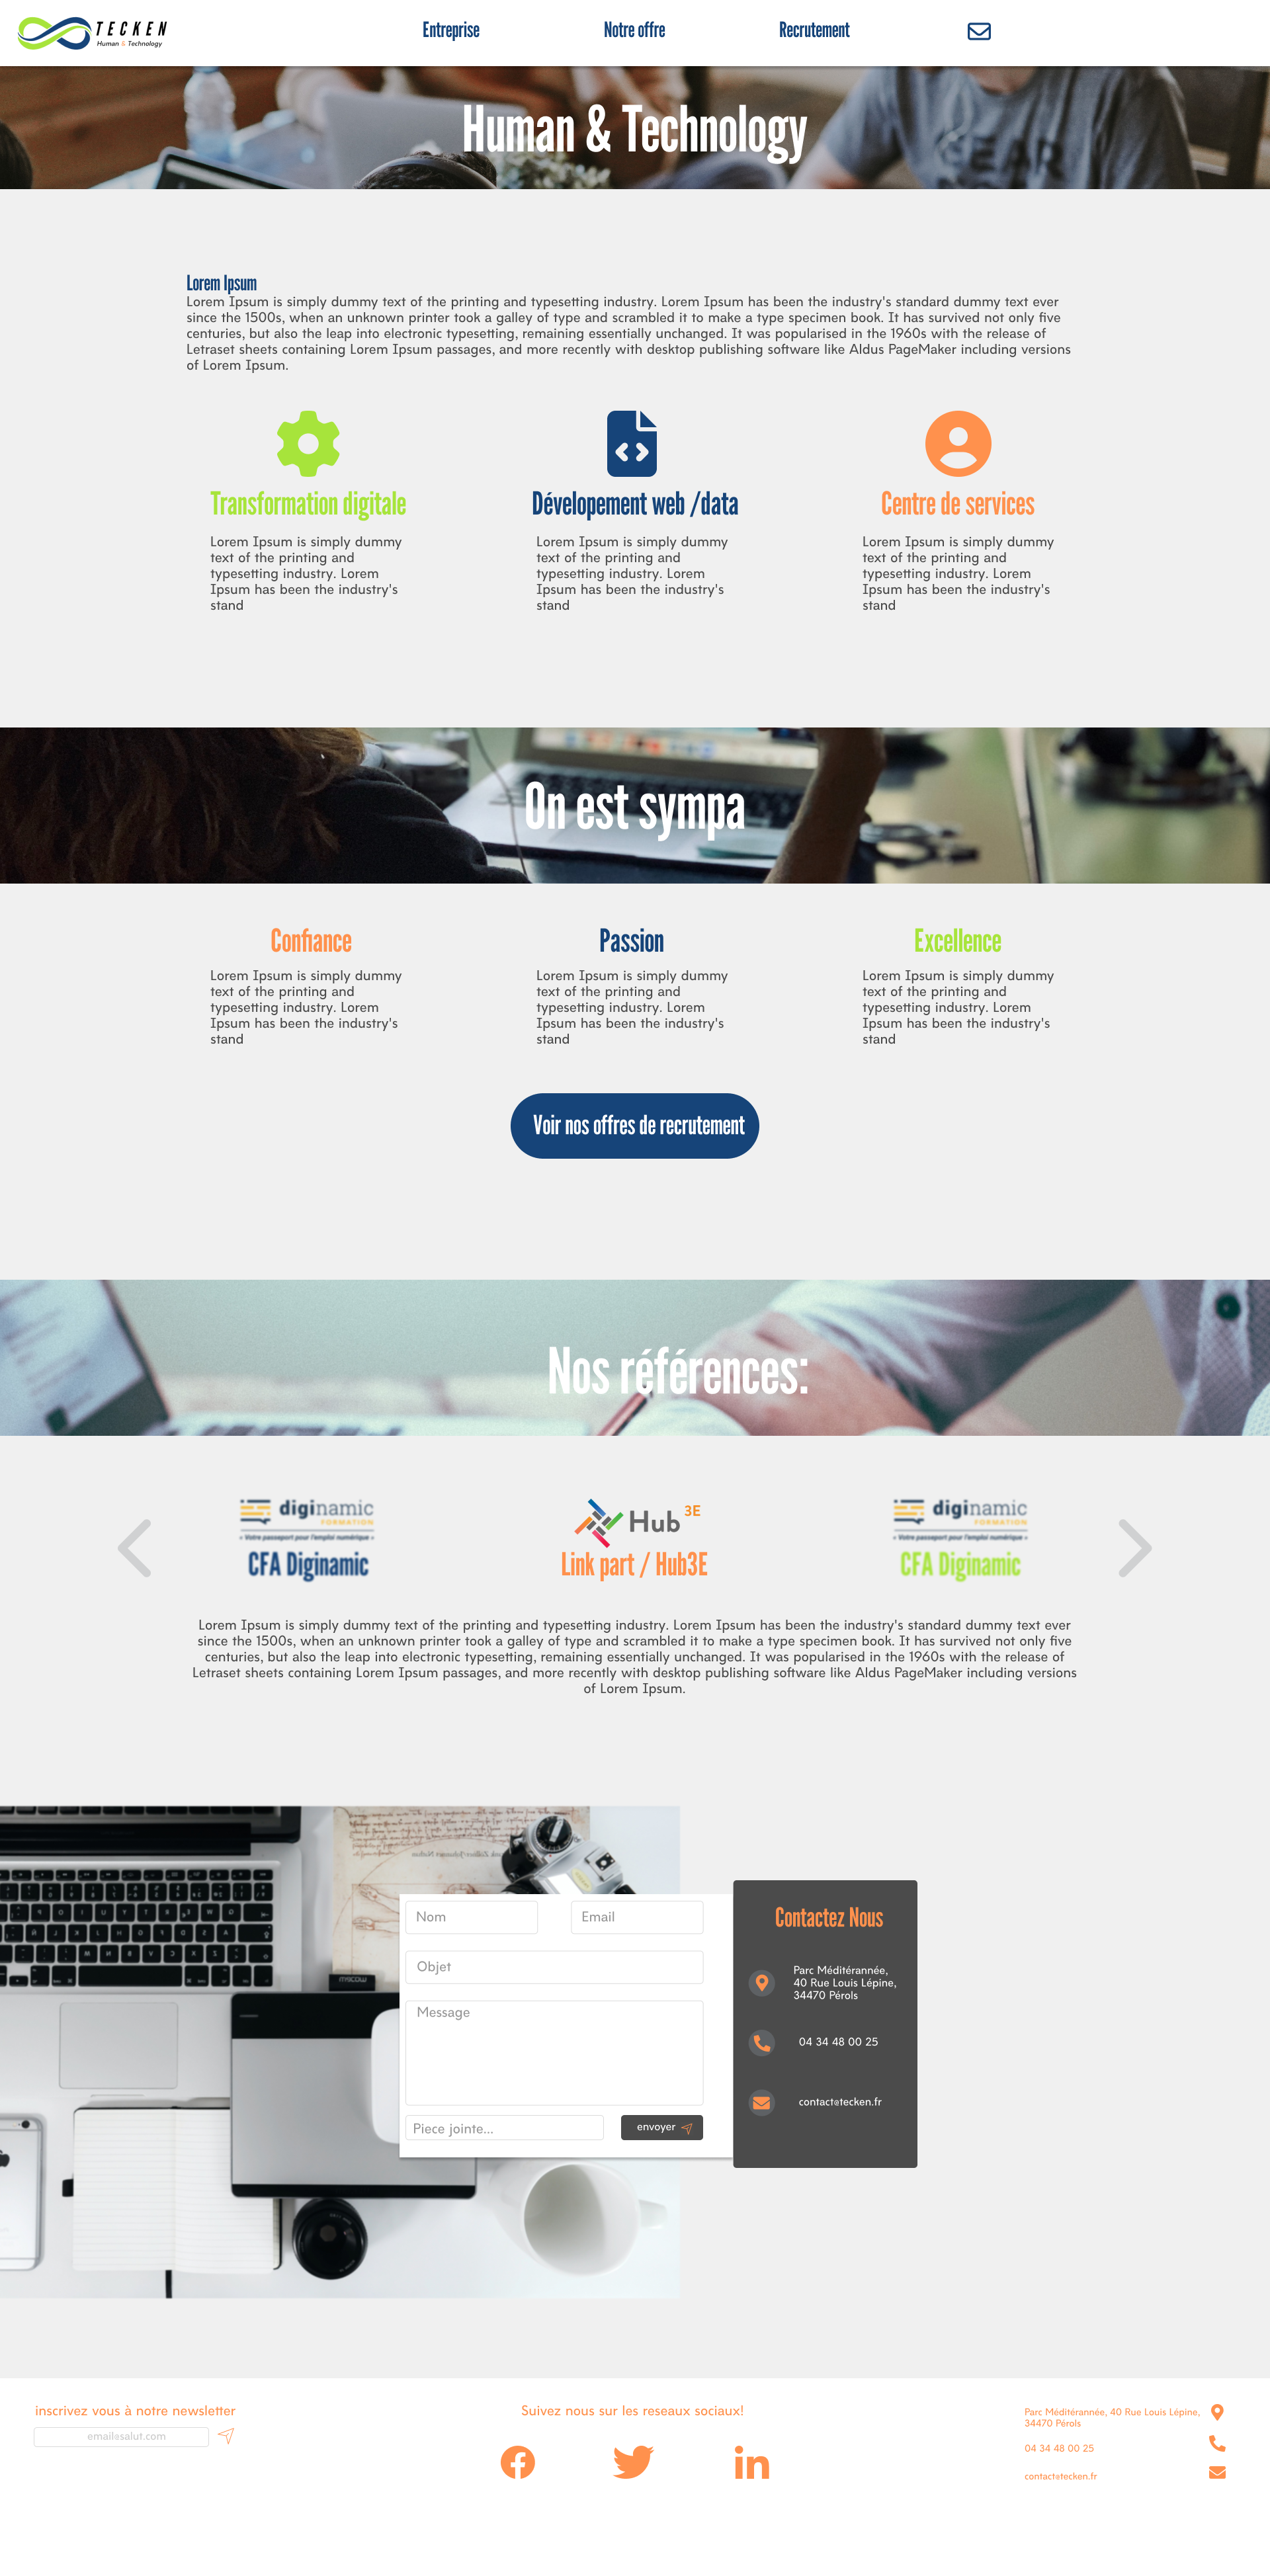 TECKEN
Human & Technology
Entreprise
Notre offre
Recrutement
Human & Technology
Lorem Ipsum
Lorem Ipsum is simply dummy text of the printing and typesetting industry. Lorem Ipsum has been the industry's standard dummy text ever
since the 1500s, when an unknown printer took a galley of type and scrambled it to make a type specimen book. It has survived not only five
centuries, but also the leap into electronic typesetting, remaining essentially unchanged. It was popularised in the 1960s with the release of
Letraset sheets containing Lorem Ipsum passages, and more recently with desktop publishing software like Aldus PageMaker including versions
of Lorem Ipsum.
Transformation digitale
Lorem Ipsum is simply dummy
text of the printing and
typesetting industry. Lorem
Ipsum has been the industry's
stand
Dévelopement web /data
Lorem Ipsum is simply dummy
text of the printing and
typesetting industry. Lorem
Ipsum has been the industry's
stand
Centre de services
Lorem Ipsum is simply dummy
text of the printing and
typesetting industry. Lorem
Ipsum has been the industry's
stand
On est sympa
Confiance
Lorem Ipsum is simply dummy
text of the printing and
typesetting industry. Lorem
Ipsum has been the industry's
stand
Passion
Lorem Ipsum is simply dummy
text of the printing and
typesetting industry. Lorem
Ipsum has been the industry's
stand
Excellence
Lorem Ipsum is simply dummy
text of the printing and
typesetting industry. Lorem
Ipsum has been the industry's
stand
Voir nos offres de recrutement
Nos références:
diginamic
FORMATION
« Votre passeport pour l'emploi numérique »
CFA Diginamic
Hub 3E
Link part / Hub3E
diginamic
FORMATION
« Votre passeport pour l'emploi numérique »
CFA Diginamic
Lorem Ipsum is simply dummy text of the printing and typesetting industry. Lorem Ipsum has been the industry's standard dummy text ever
since the 1500s, when an unknown printer took a galley of type and scrambled it to make a type specimen book. It has survived not only five
centuries, but also the leap into electronic typesetting, remaining essentially unchanged. It was popularised in the 1960s with the release of
Letraset sheets containing Lorem Ipsum passages, and more recently with desktop publishing software like Aldus PageMaker including versions
of Lorem Ipsum.
Nom
Email
Objet
Message
Piece jointe...
envoyer
Contactez Nous
Parc Méditérannée,
40 Rue Louis Lépine,
34470 Pérols
04 34 48 00 25
contact@tecken.fr
inscrivez vous à notre newsletter
email@salut.com
Suivez nous sur les reseaux sociaux!
Parc Méditérannée, 40 Rue Louis Lépine,
34470 Pérols
04 34 48 00 25
contact@tecken.fr